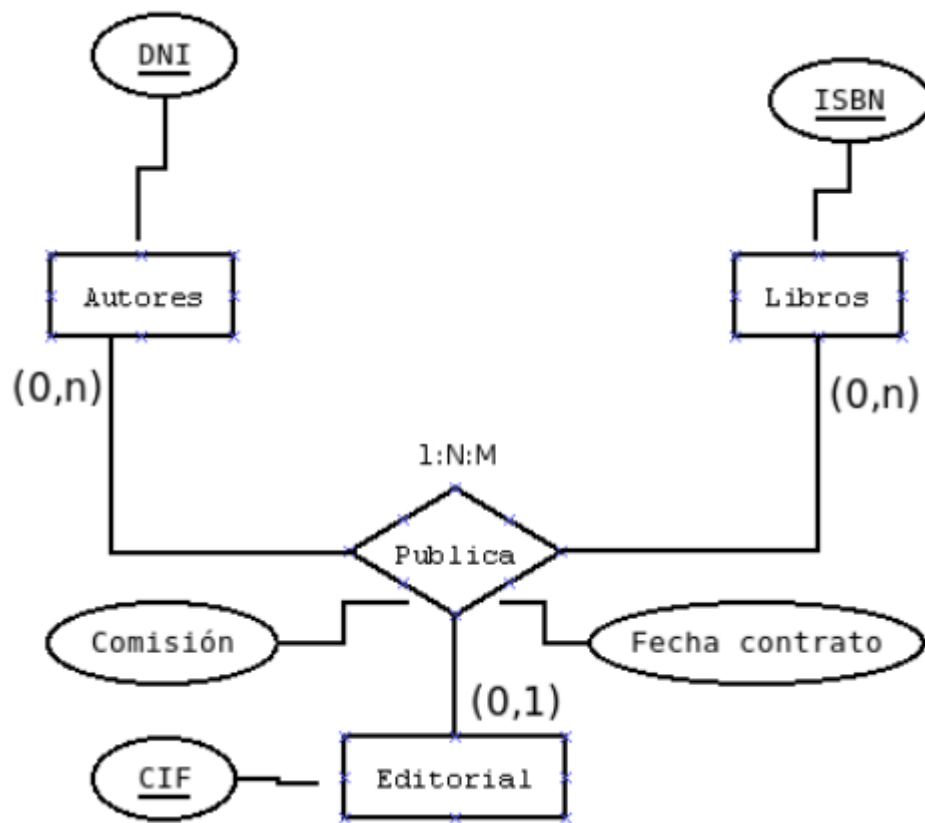 DNI
ISBN
Autores
Libros
(0,n)
(0,n)
1:N:M
Publica
Comisión
Fecha contrato
(0,1)
CIF
Editorial